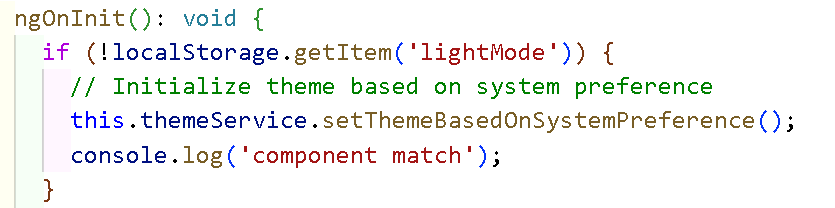 ngOnInit(): void {
if (!localStorage.getItem('lightMode')) {
// Initialize theme based on system preference
this.themeService.setThemeBasedOnSystemPreference();
console.log('component match');
}